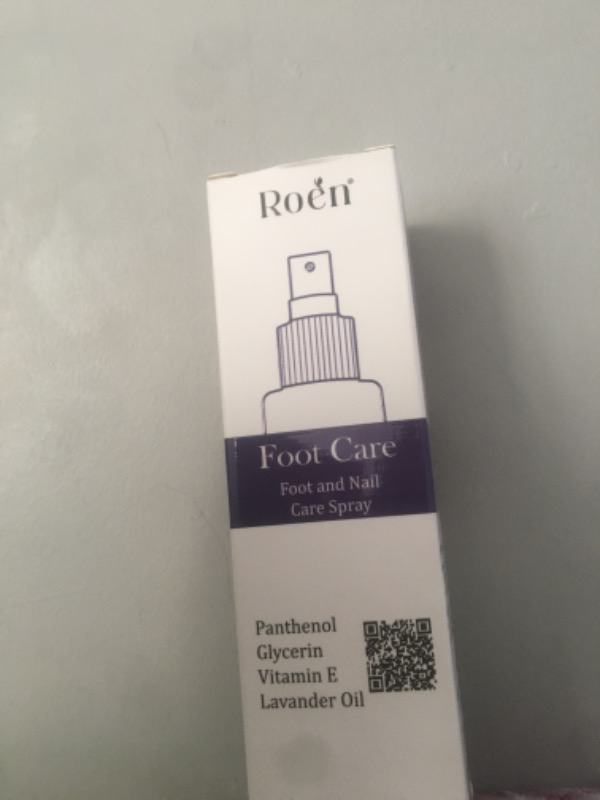 Roen®
Foot Care
Foot and Nail
Care Spray
Panthenol
Glycerin
Vitamin E
Lavander Oil